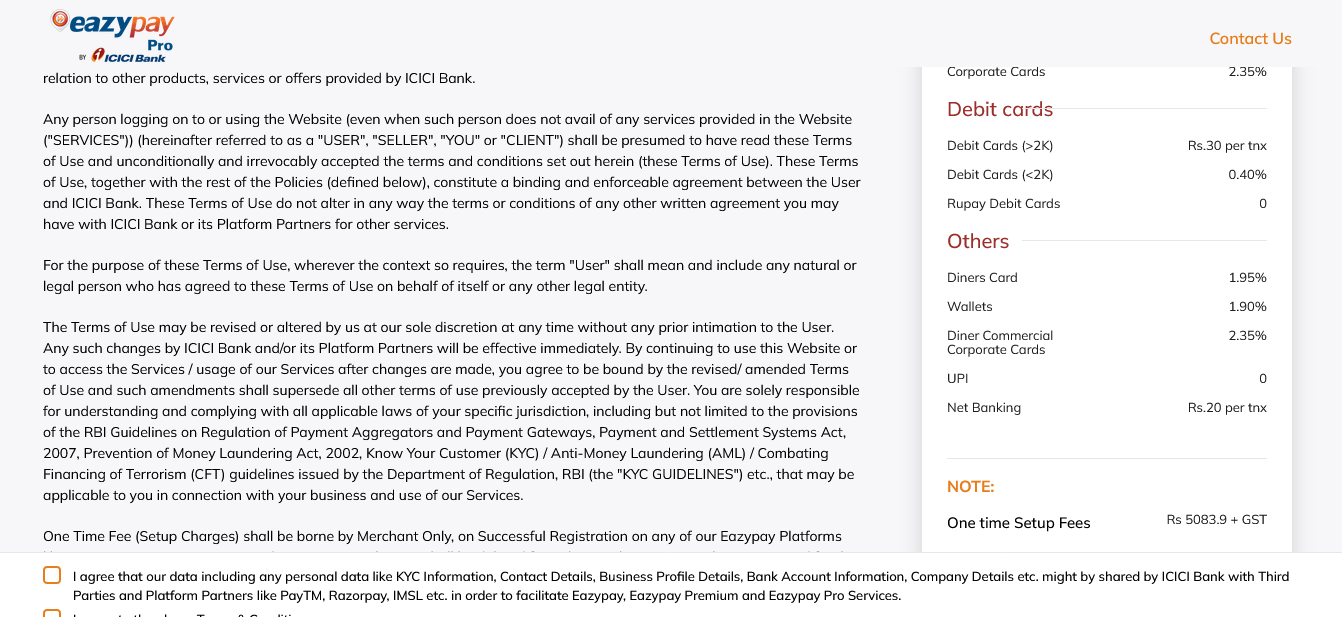 eazypay
Pro
BY ICICI Bank
Contact Us
relation to other products, services or offers provided by ICICI Bank.
Any person logging on to or using the Website (even when such person does not avail of any services provided in the Website
("SERVICES")) (hereinafter referred to as a "USER", "SELLER", "YOU" or "CLIENT") shall be presumed to have read these Terms
of Use and unconditionally and irrevocably accepted the terms and conditions set out herein (these Terms of Use). These Terms
of Use, together with the rest of the Policies (defined below), constitute a binding and enforceable agreement between the User
and ICICI Bank. These Terms of Use do not alter in any way the terms or conditions of any other written agreement you may
have with ICICI Bank or its Platform Partners for other services.
For the purpose of these Terms of Use, wherever the context so requires, the term "User" shall mean and include any natural or
legal person who has agreed to these Terms of Use on behalf of itself or any other legal entity.
The Terms of Use may be revised or altered by us at our sole discretion at any time without any prior intimation to the User.
Any such changes by ICICI Bank and/or its Platform Partners will be effective immediately. By continuing to use this Website or
to access the Services / usage of our Services after changes are made, you agree to be bound by the revised/ amended Terms
of Use and such amendments shall supersede all other terms of use previously accepted by the User. You are solely responsible
for understanding and complying with all applicable laws of your specific jurisdiction, including but not limited to the provisions
of the RBI Guidelines on Regulation of Payment Aggregators and Payment Gateways, Payment and Settlement Systems Act,
2007, Prevention of Money Laundering Act, 2002, Know Your Customer (KYC) / Anti-Money Laundering (AML) / Combating
Financing of Terrorism (CFT) guidelines issued by the Department of Regulation, RBI (the "KYC GUIDELINES") etc., that may be
applicable to you in connection with your business and use of our Services.
One Time Fee (Setup Charges) shall be borne by Merchant Only, on Successful Registration on any of our Eazypay Platforms
Corporate Cards 2.35%
Debit cards
Debit Cards (>2K) Rs.30 per tnx
Debit Cards (<2K) 0.40%
Rupay Debit Cards 0
Others
Diners Card 1.95%
Wallets 1.90%
Diner Commercial 2.35%
Corporate Cards
UPI 0
Net Banking Rs.20 per tnx
NOTE:
One time Setup Fees Rs 5083.9 + GST
I agree that our data including any personal data like KYC Information, Contact Details, Business Profile Details, Bank Account Information, Company Details etc. might by shared by ICICI Bank with Third
Parties and Platform Partners like PayTM, Razorpay, IMSL etc. in order to facilitate Eazypay, Eazypay Premium and Eazypay Pro Services.